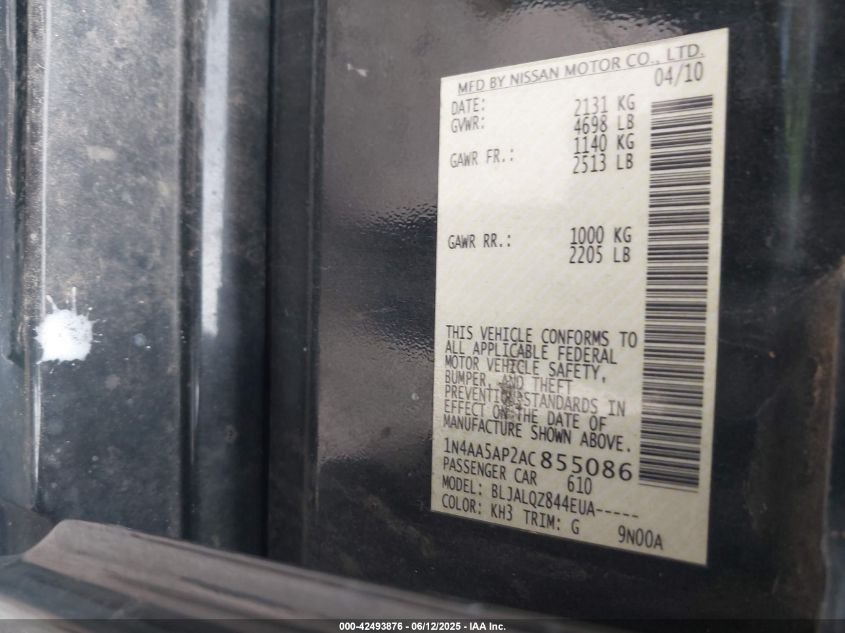 MFD BY NISSAN MOTOR CO., LTD.
DATE: 04/10
GVWR: 2131 KG
4698 LB
GAWR FR.: 1140 KG
2513 LB
GAWR RR.: 1000 KG
2205 LB
THIS VEHICLE CONFORMS TO
ALL APPLICABLE FEDERAL
MOTOR VEHICLE SAFETY,
BUMPER, AND THEFT
PREVENTION STANDARDS IN
EFFECT ON THE DATE OF
MANUFACTURE SHOWN ABOVE.
1N4AA5AP2AC855086
PASSENGER CAR 610
MODEL: BLJALQZ844EUA-----
COLOR: KH3 TRIM: G 9N00A
000-42493876 - 06/12/2025 - IAA Inc.